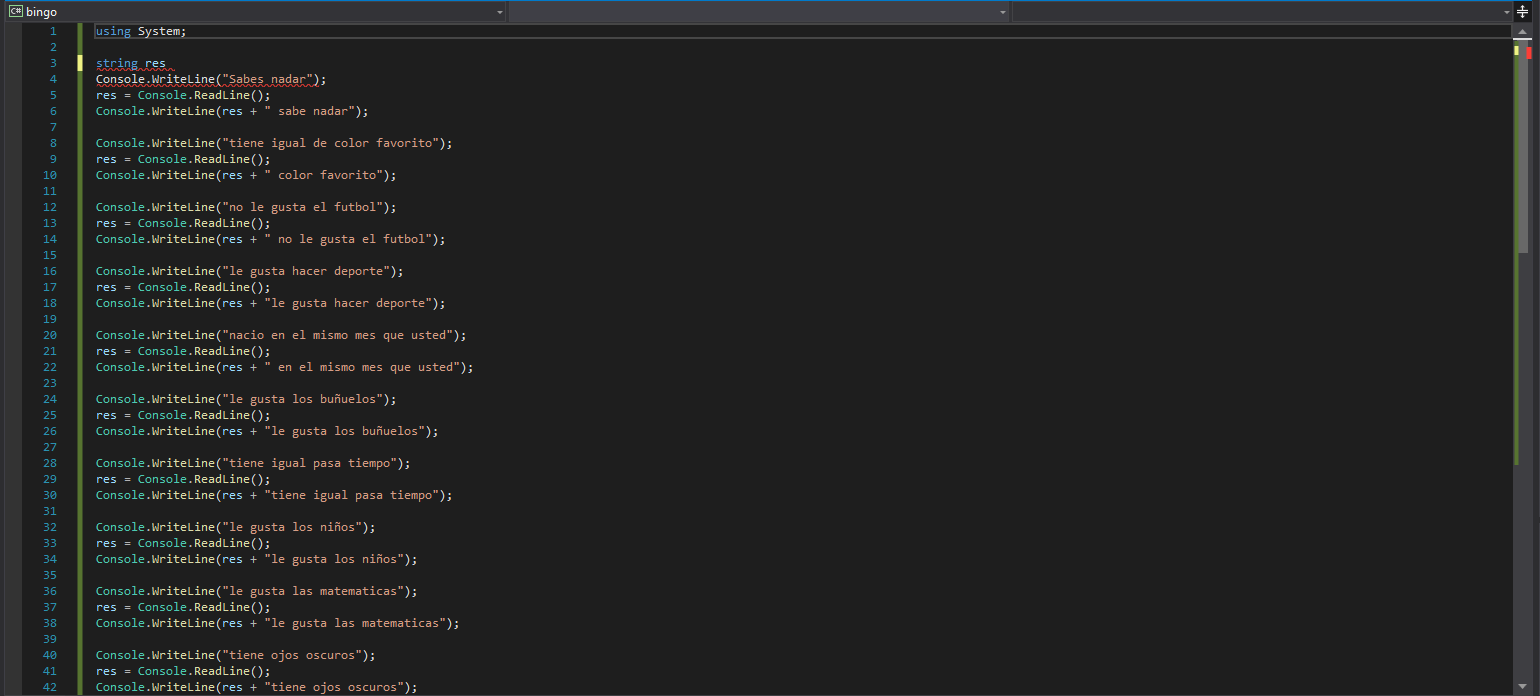 C# bingo
1 using System;
2
3 string res
4 Console.WriteLine("Sabes nadar");
5 res = Console.ReadLine();
6 Console.WriteLine(res + " sabe nadar");
7
8 Console.WriteLine("tiene igual de color favorito");
9 res = Console.ReadLine();
10 Console.WriteLine(res + " color favorito");
11
12 Console.WriteLine("no le gusta el futbol");
13 res = Console.ReadLine();
14 Console.WriteLine(res + " no le gusta el futbol");
15
16 Console.WriteLine("le gusta hacer deporte");
17 res = Console.ReadLine();
18 Console.WriteLine(res + "le gusta hacer deporte");
19
20 Console.WriteLine("nacio en el mismo mes que usted");
21 res = Console.ReadLine();
22 Console.WriteLine(res + " en el mismo mes que usted");
23
24 Console.WriteLine("le gusta los buñuelos");
25 res = Console.ReadLine();
26 Console.WriteLine(res + "le gusta los buñuelos");
27
28 Console.WriteLine("tiene igual pasa tiempo");
29 res = Console.ReadLine();
30 Console.WriteLine(res + "tiene igual pasa tiempo");
31
32 Console.WriteLine("le gusta los niños");
33 res = Console.ReadLine();
34 Console.WriteLine(res + "le gusta los niños");
35
36 Console.WriteLine("le gusta las matematicas");
37 res = Console.ReadLine();
38 Console.WriteLine(res + "le gusta las matematicas");
39
40 Console.WriteLine("tiene ojos oscuros");
41 res = Console.ReadLine();
42 Console.WriteLine(res + "tiene ojos oscuros");